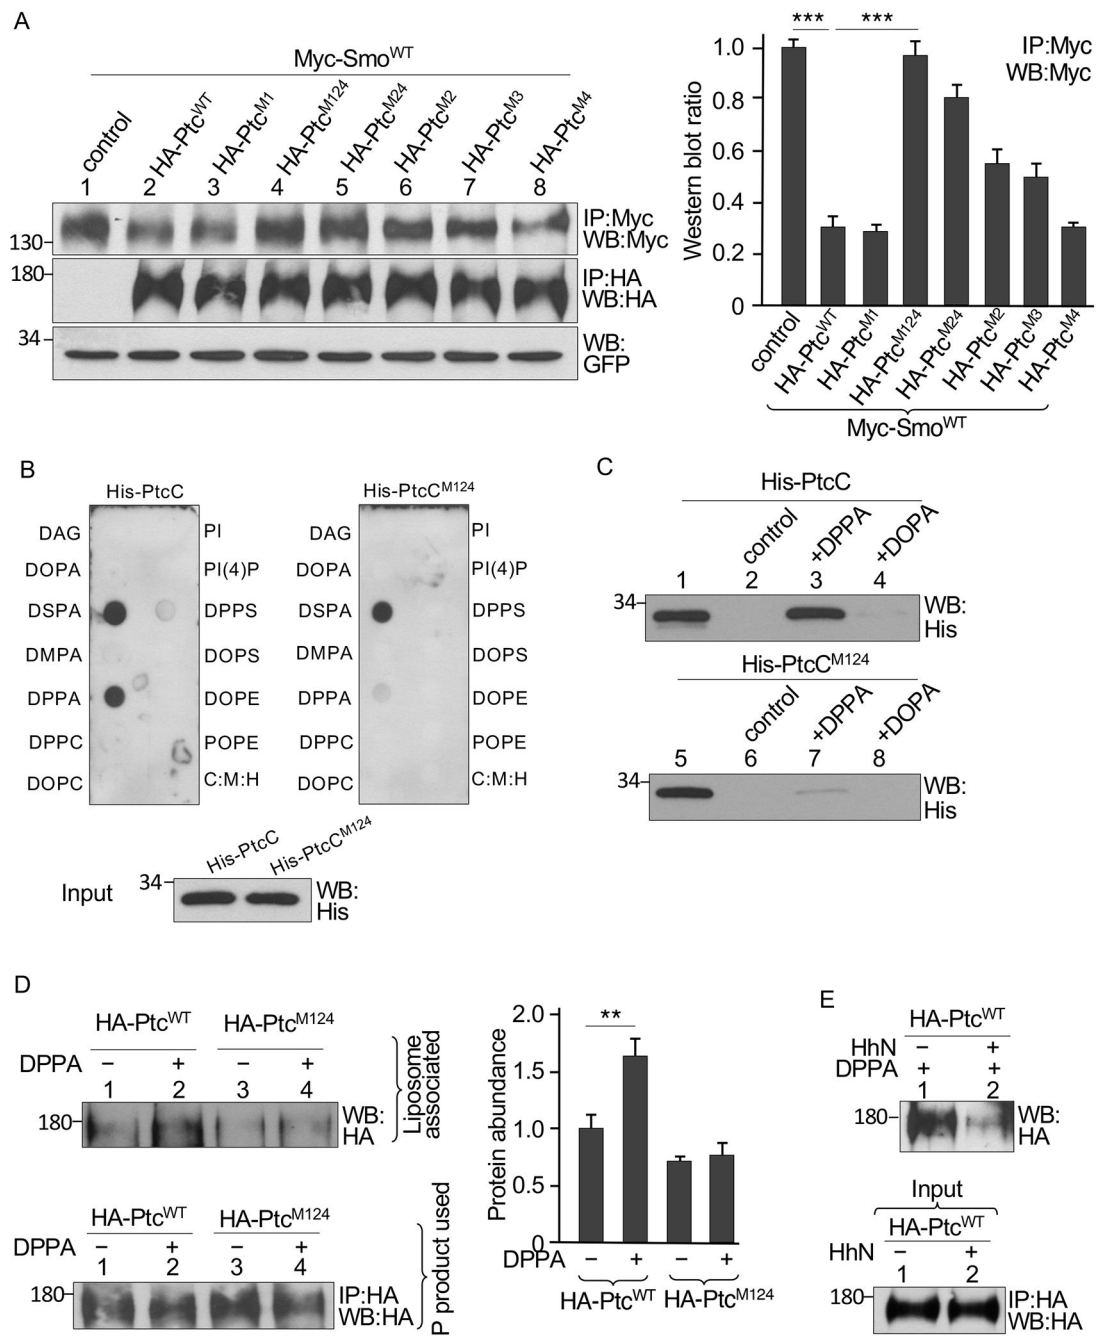 A
Myc-Smo^WT
control
HA-Ptc^WT
HA-Ptc^M1
HA-Ptc^M124
HA-Ptc^M24
HA-Ptc^M2
HA-Ptc^M3
HA-Ptc^M4
1 2 3 4 5 6 7 8
130
IP:Myc
WB:Myc
180
IP:HA
WB:HA
34
WB:
GFP
*** ***
IP:Myc
WB:Myc
Western blot ratio
1.0
0.8
0.6
0.4
0.2
0
control
HA-Ptc^WT
HA-Ptc^M1
HA-Ptc^M124
HA-Ptc^M24
HA-Ptc^M2
HA-Ptc^M3
HA-Ptc^M4
Myc-Smo^WT
B
His-PtcC
DAG PI
DOPA PI(4)P
DSPA DPPS
DMPA DOPS
DPPA DOPE
DPPC POPE
DOPC C:M:H
His-PtcC^M124
DAG PI
DOPA PI(4)P
DSPA DPPS
DMPA DOPS
DPPA DOPE
DPPC POPE
DOPC C:M:H
His-PtcC
His-PtcC^M124
Input
34
WB:
His
C
His-PtcC
control
+DPPA
+DOPA
1 2 3 4
34
WB:
His
His-PtcC^M124
control
+DPPA
+DOPA
5 6 7 8
34
WB:
His
D
HA-Ptc^WT HA-Ptc^M124
DPPA − + − +
1 2 3 4
180
WB:
HA
Liposome
associated
HA-Ptc^WT HA-Ptc^M124
DPPA − + − +
1 2 3 4
180
IP:HA
WB:HA
P product used
Protein abundance
2.0
1.5
1.0
0.5
0
**
DPPA − + − +
HA-Ptc^WT HA-Ptc^M124
E
HA-Ptc^WT
HhN − +
DPPA + +
1 2
180
WB:
HA
Input
HA-Ptc^WT
HhN − +
1 2
180
IP:HA
WB:HA